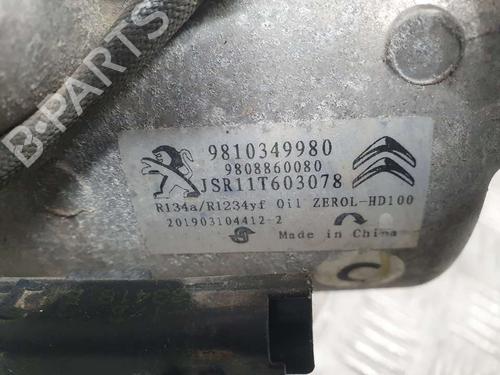 B-PARTS
9810349980
9808860080
JSR11T603078
R134a/R1234yf Oil ZEROL-HD100
201903104412-2
Made in China
C